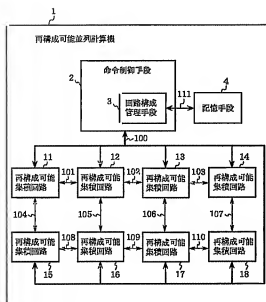 1
再構成可能並列計算機
2
命令制御手段
3
回路構成
管理手段
111
4
記憶手段
100
11
12
13
14
再構成可能
集積回路
101
再構成可能
集積回路
102
再構成可能
集積回路
103
再構成可能
集積回路
104
105
106
107
再構成可能
集積回路
108
再構成可能
集積回路
109
再構成可能
集積回路
110
再構成可能
集積回路
15
16
17
18